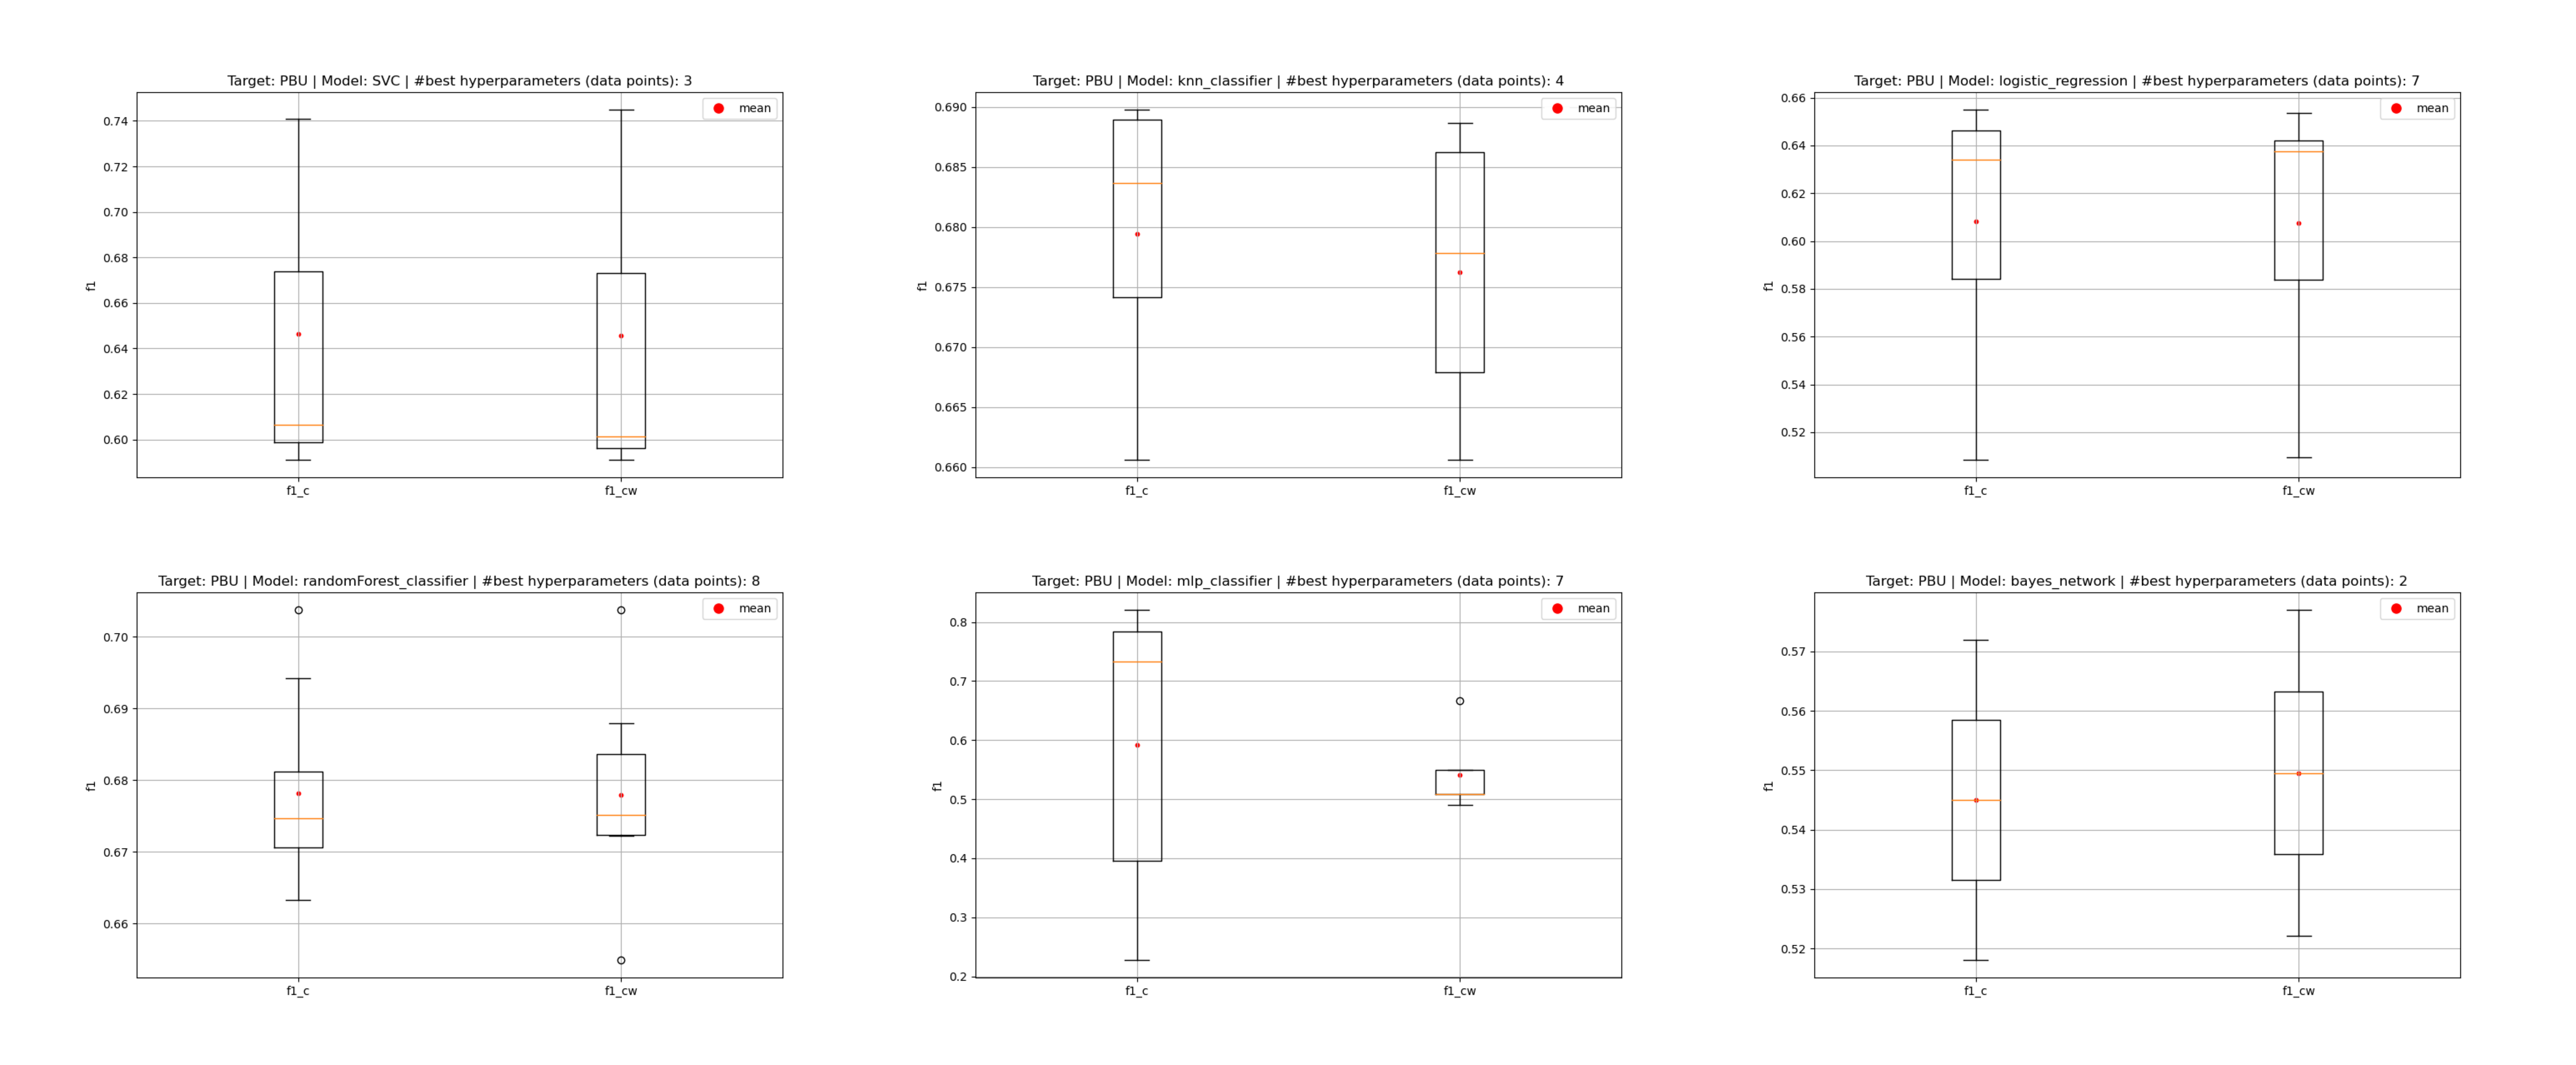 Target: PBU | Model: SVC | #best hyperparameters (data points): 3
mean
f1
0.74
0.72
0.70
0.68
0.66
0.64
0.62
0.60
f1_c
f1_cw
Target: PBU | Model: knn_classifier | #best hyperparameters (data points): 4
mean
f1
0.690
0.685
0.680
0.675
0.670
0.665
0.660
f1_c
f1_cw
Target: PBU | Model: logistic_regression | #best hyperparameters (data points): 7
mean
f1
0.66
0.64
0.62
0.60
0.58
0.56
0.54
0.52
f1_c
f1_cw
Target: PBU | Model: randomForest_classifier | #best hyperparameters (data points): 8
mean
f1
0.70
0.69
0.68
0.67
0.66
f1_c
f1_cw
Target: PBU | Model: mlp_classifier | #best hyperparameters (data points): 7
mean
f1
0.8
0.7
0.6
0.5
0.4
0.3
0.2
f1_c
f1_cw
Target: PBU | Model: bayes_network | #best hyperparameters (data points): 2
mean
f1
0.57
0.56
0.55
0.54
0.53
0.52
f1_c
f1_cw